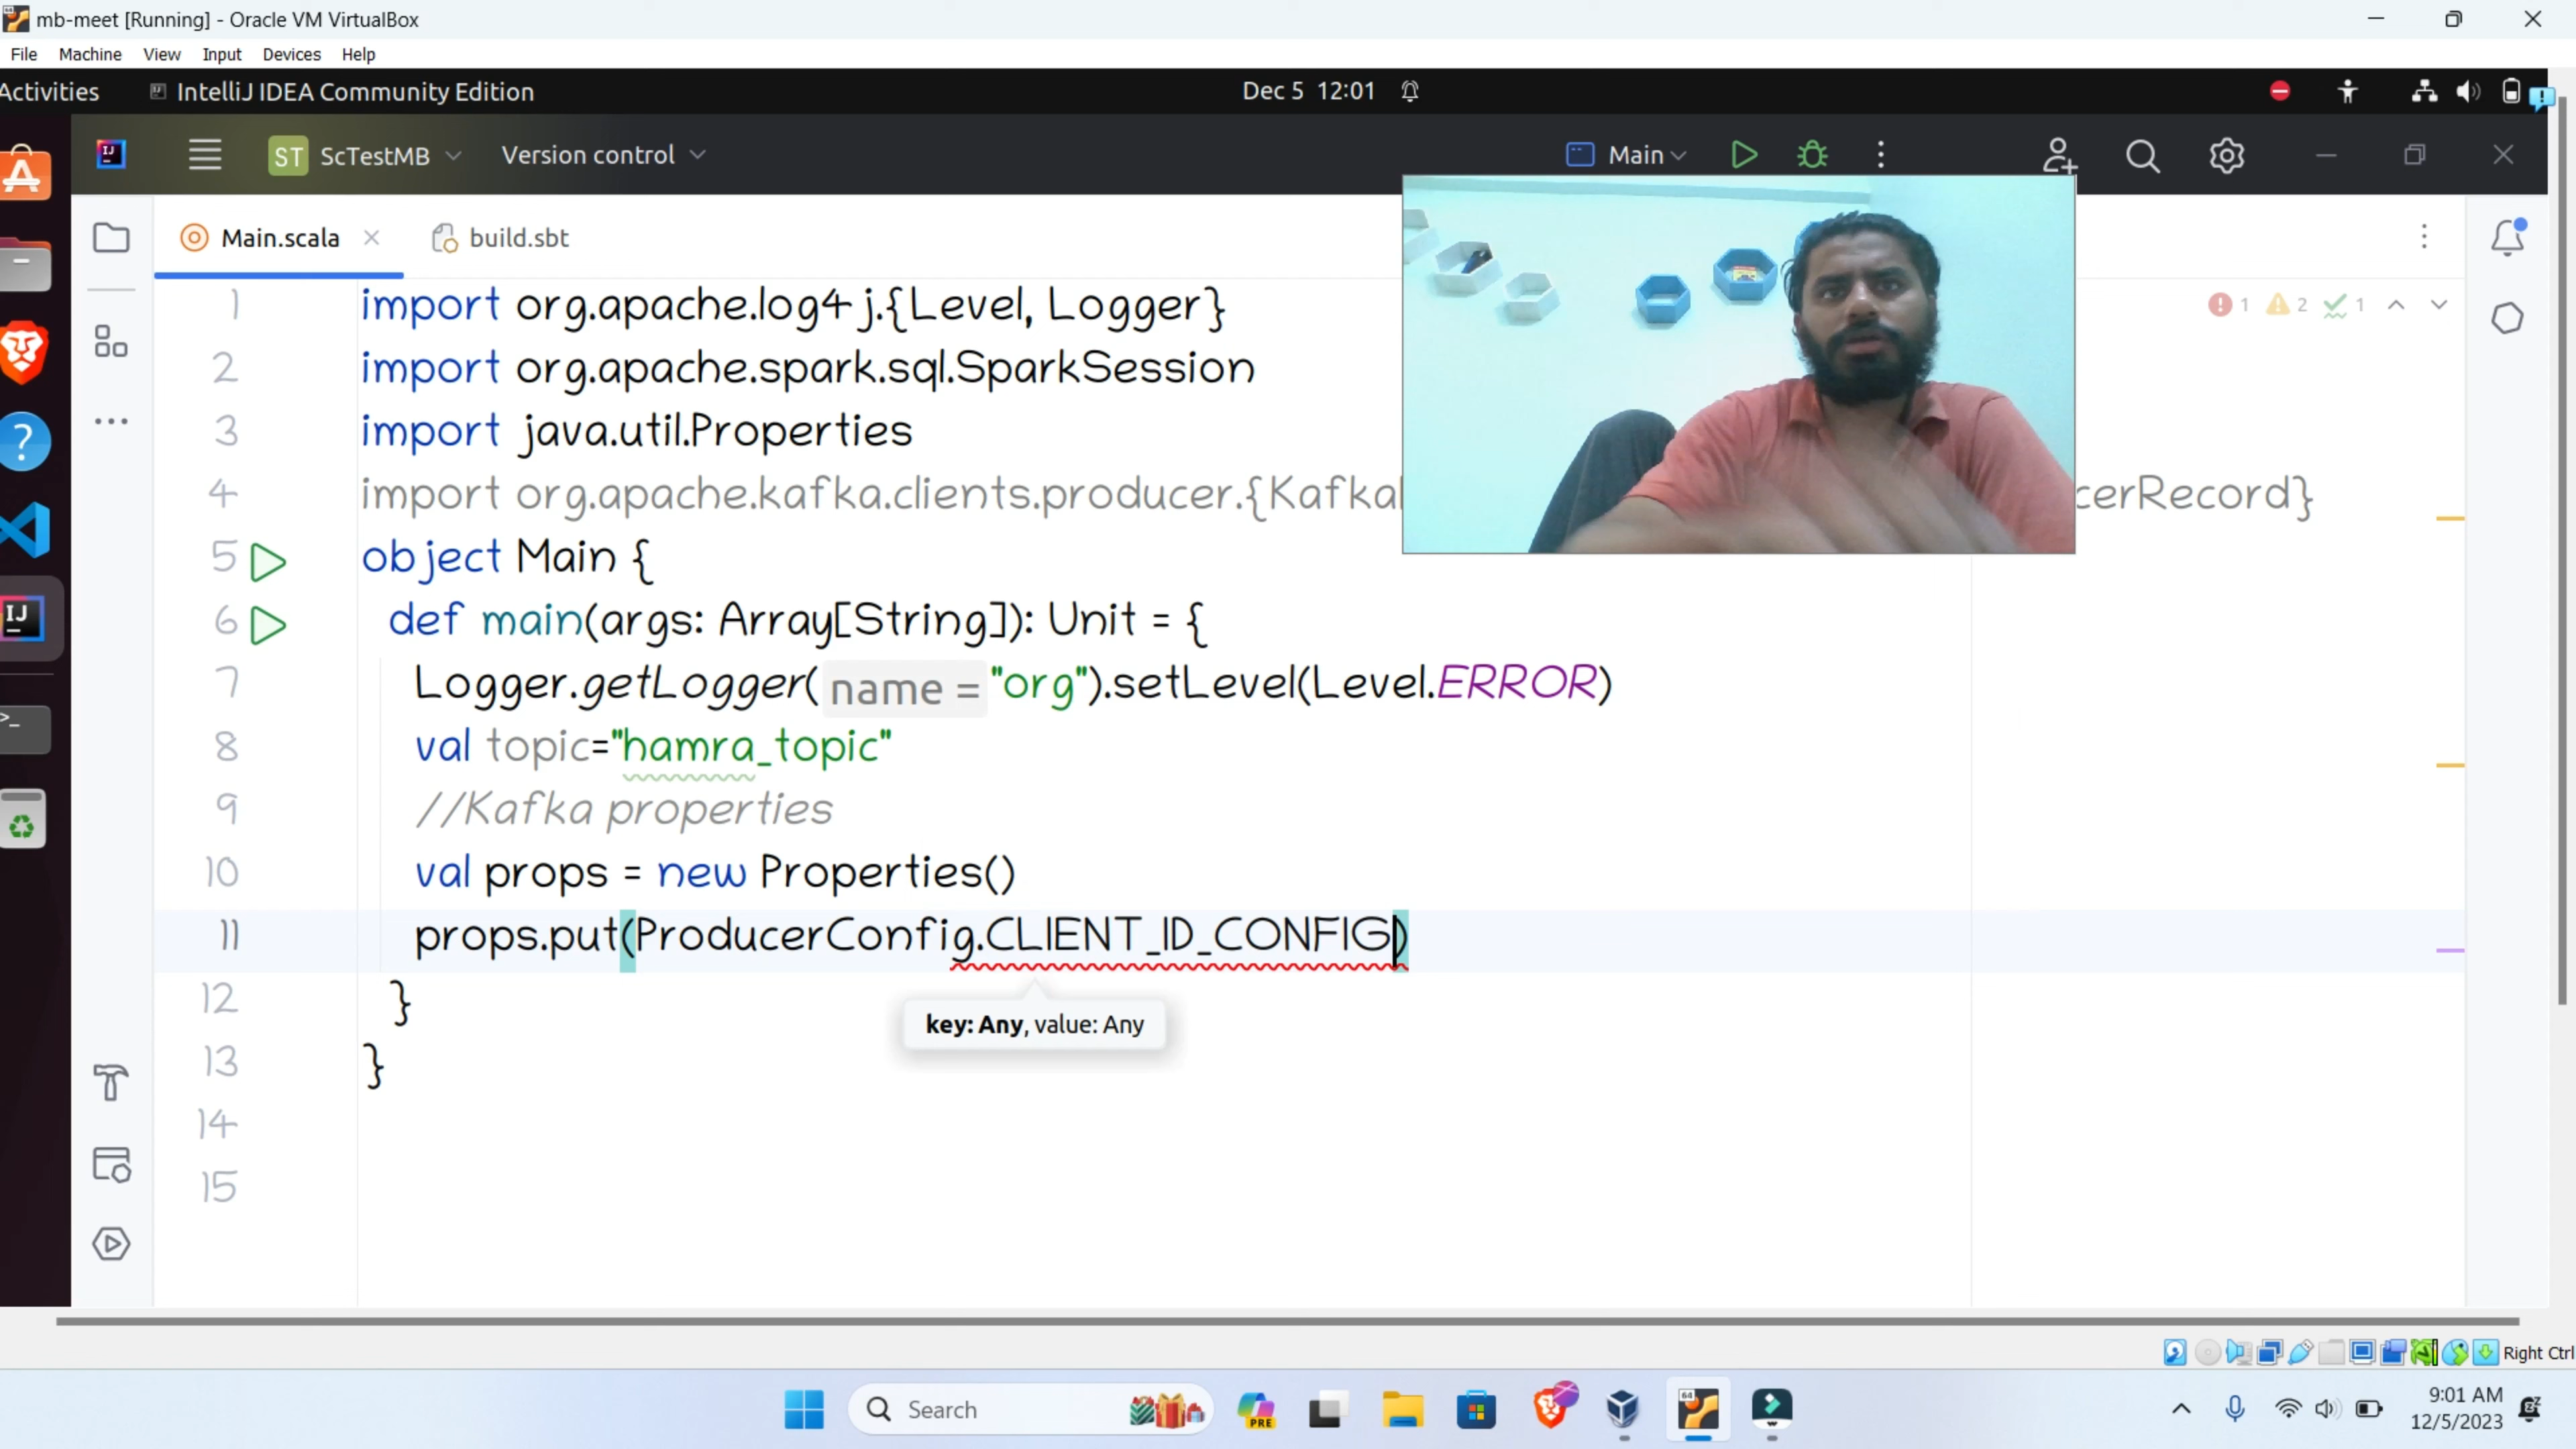 mb-meet [Running] - Oracle VM VirtualBox
File Machine View Input Devices Help
Activities IntelliJ IDEA Community Edition Dec 5 12:01
IJ ST ScTestMB Version control Main
Main.scala build.sbt
1 import org.apache.log4j.{Level, Logger}
1 2 1
2 import org.apache.spark.sql.SparkSession
3 import java.util.Properties
4 import org.apache.kafka.clients.producer.{Kafka cerRecord}
5 object Main {
6 def main(args: Array[String]): Unit = {
7 Logger.getLogger( name = "org").setLevel(Level.ERROR)
8 val topic="hamra_topic"
9 //Kafka properties
10 val props = new Properties()
11 props.put(ProducerConfig.CLIENT_ID_CONFIG)
key: Any, value: Any
12 }
13 }
14
15
Right Ctrl
Search PRE 64 9:01 AM
12/5/2023